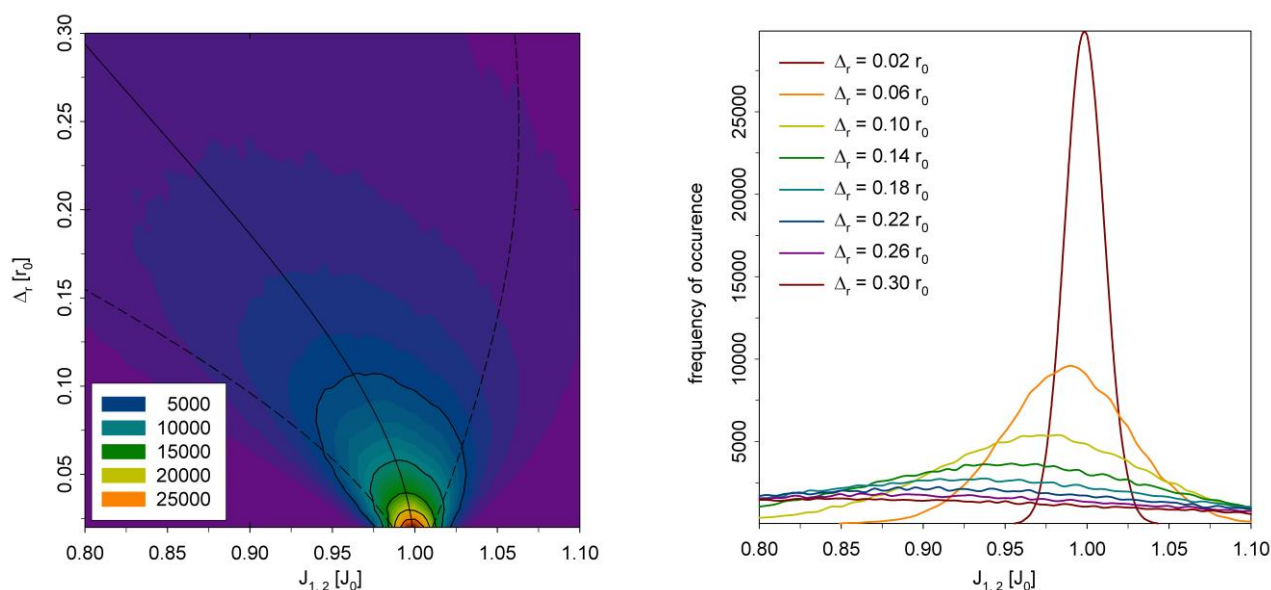 0.30
0.25
0.20
0.15
0.10
0.05
Δr [r0]
5000
10000
15000
20000
25000
0.80 0.85 0.90 0.95 1.00 1.05 1.10
J1, 2 [J0]
Δr = 0.02 r0
Δr = 0.06 r0
Δr = 0.10 r0
Δr = 0.14 r0
Δr = 0.18 r0
Δr = 0.22 r0
Δr = 0.26 r0
Δr = 0.30 r0
25000
20000
15000
10000
5000
frequency of occurence
0.80 0.85 0.90 0.95 1.00 1.05 1.10
J1, 2 [J0]